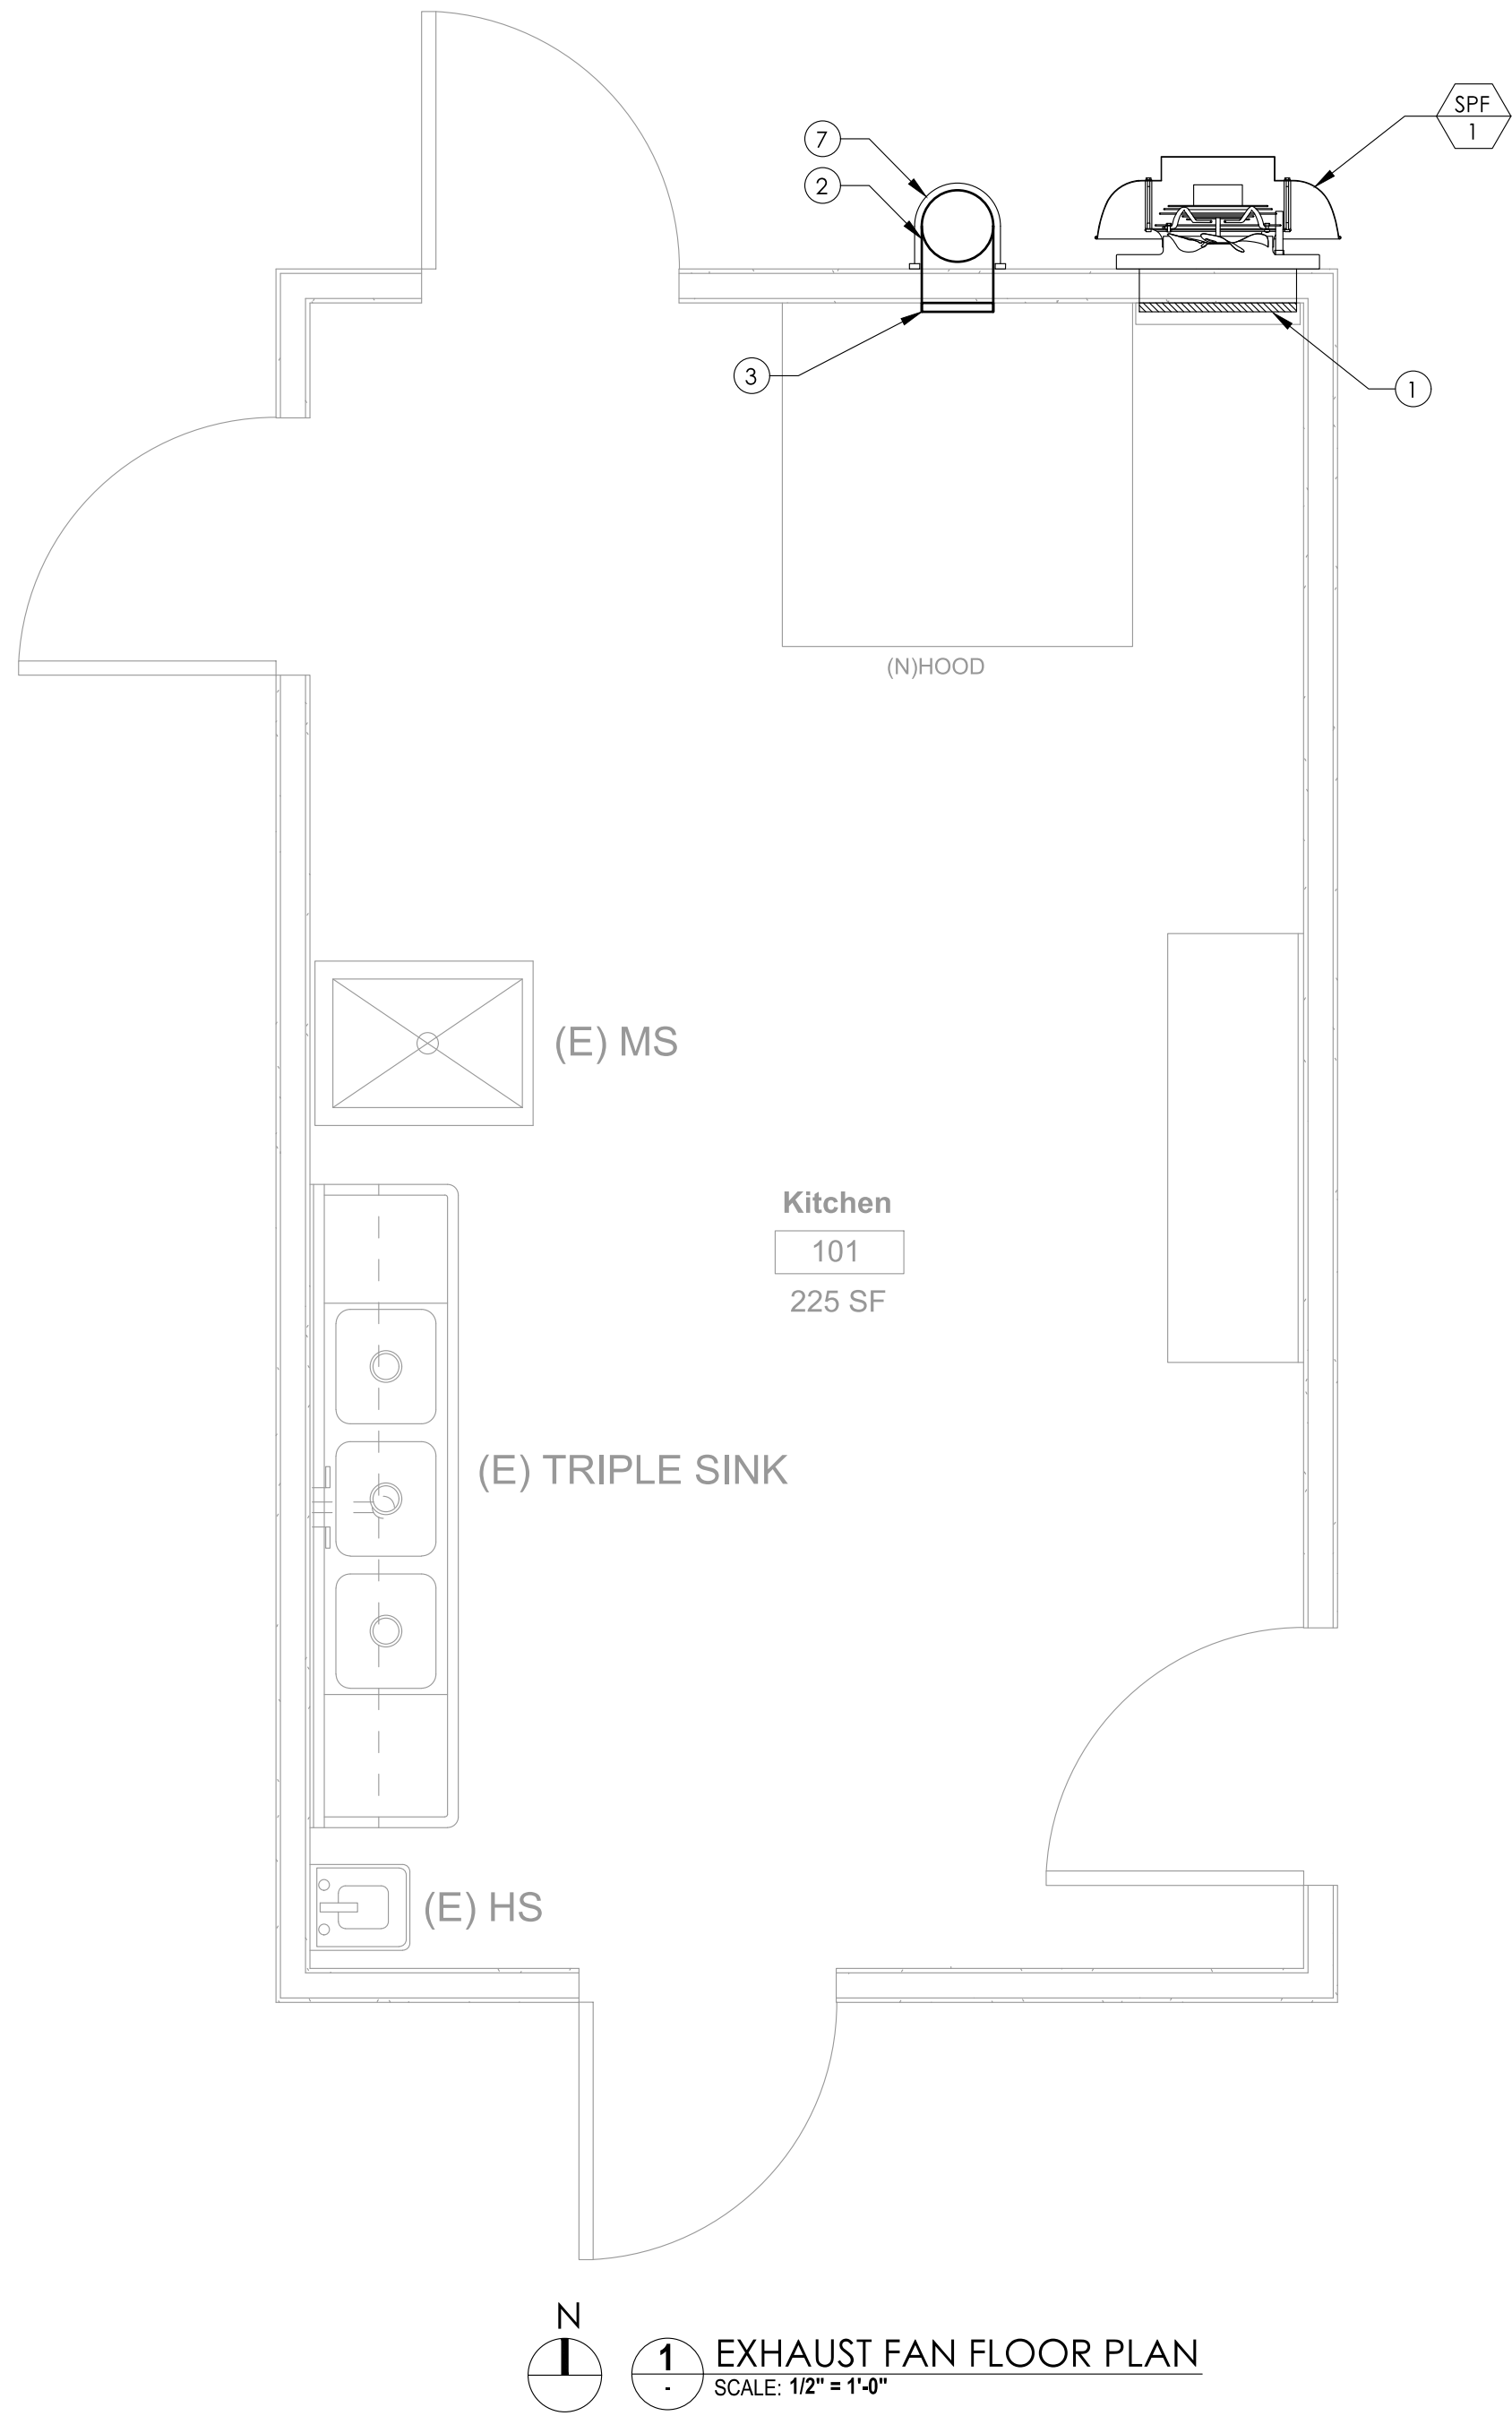 SPF
1
7
2
3
1
(N)HOOD
(E) MS
Kitchen
101
225 SF
(E) TRIPLE SINK
(E) HS
N
1
-
EXHAUST FAN FLOOR PLAN
SCALE: 1/2" = 1'-0"